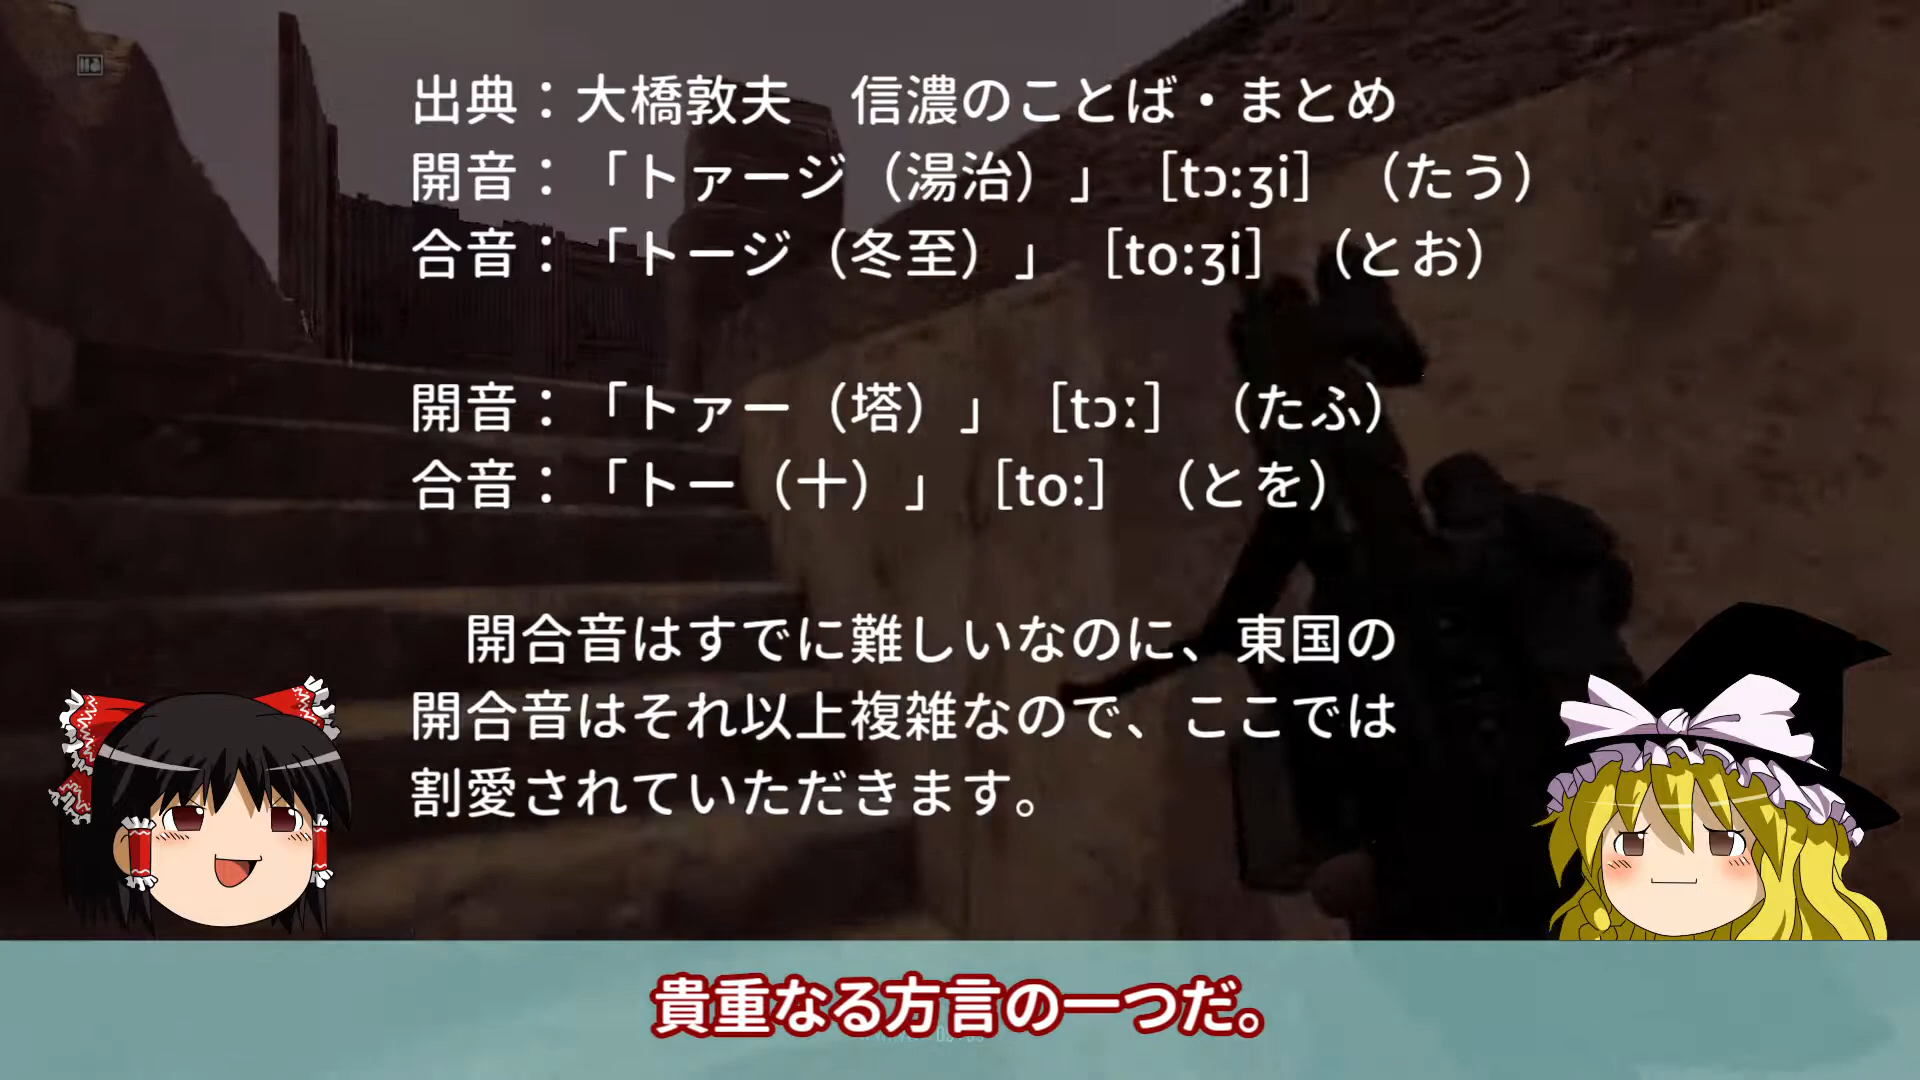 出典：大橋敦夫　信濃のことば・まとめ
開音：「トァージ（湯治）」［tɔ:ʒi］（たう）
合音：「トージ（冬至）」［to:ʒi］（とお）
開音：「トァー（塔）」［tɔː］（たふ）
合音：「トー（十）」［to:］（とを）
　開合音はすでに難しいなのに、東国の
開合音はそれ以上複雑なので、ここでは
割愛されていただきます。
貴重なる方言の一つだ。